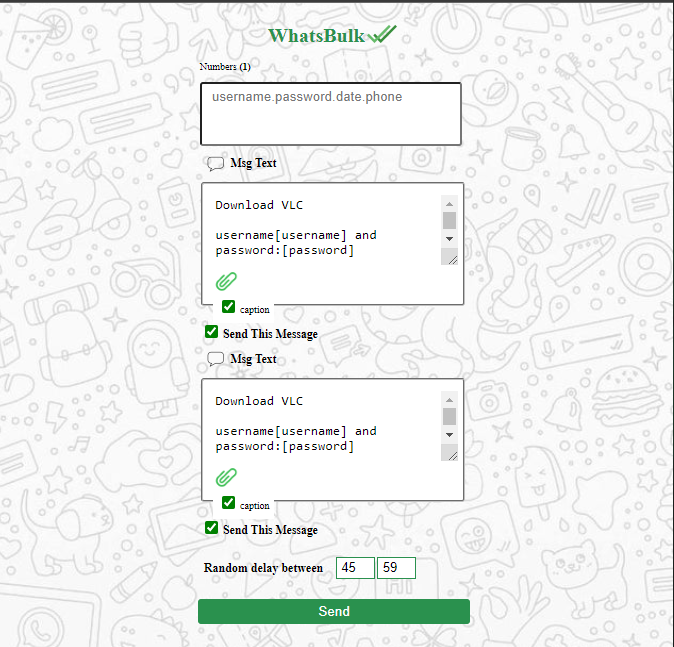 WhatsBulk
Numbers (1)
username.password.date.phone
Msg Text
Download VLC
username[username] and
password:[password]
caption
Send This Message
Msg Text
Download VLC
username[username] and
password:[password]
caption
Send This Message
Random delay between 45 59
Send